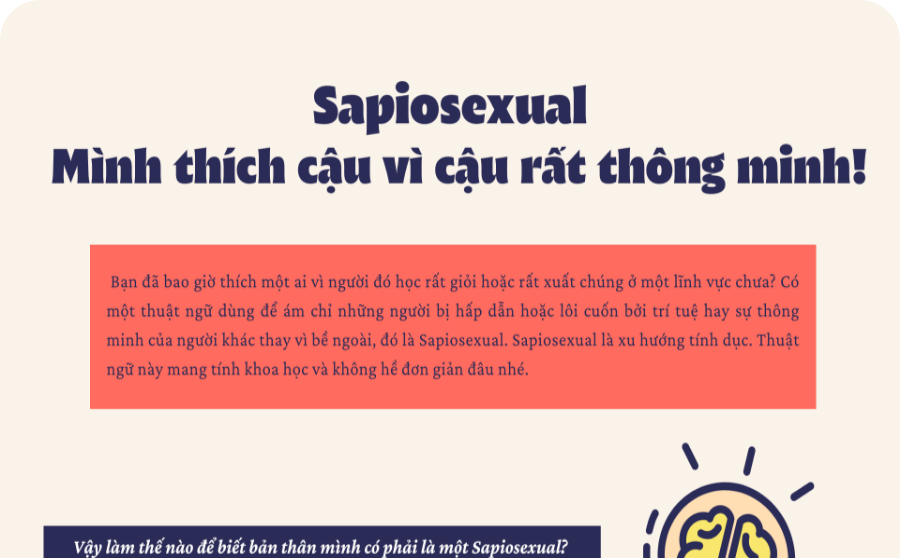 Sapiosexual
Mình thích cậu vì cậu rất thông minh!
Bạn đã bao giờ thích một ai vì người đó học rất giỏi hoặc rất xuất chúng ở một lĩnh vực chưa? Có
một thuật ngữ dùng để ám chỉ những người bị hấp dẫn hoặc lôi cuốn bởi trí tuệ hay sự thông
minh của người khác thay vì bề ngoài, đó là Sapiosexual. Sapiosexual là xu hướng tính dục. Thuật
ngữ này mang tính khoa học và không hề đơn giản đâu nhé.
Vậy làm thế nào để biết bản thân mình có phải là một Sapiosexual?